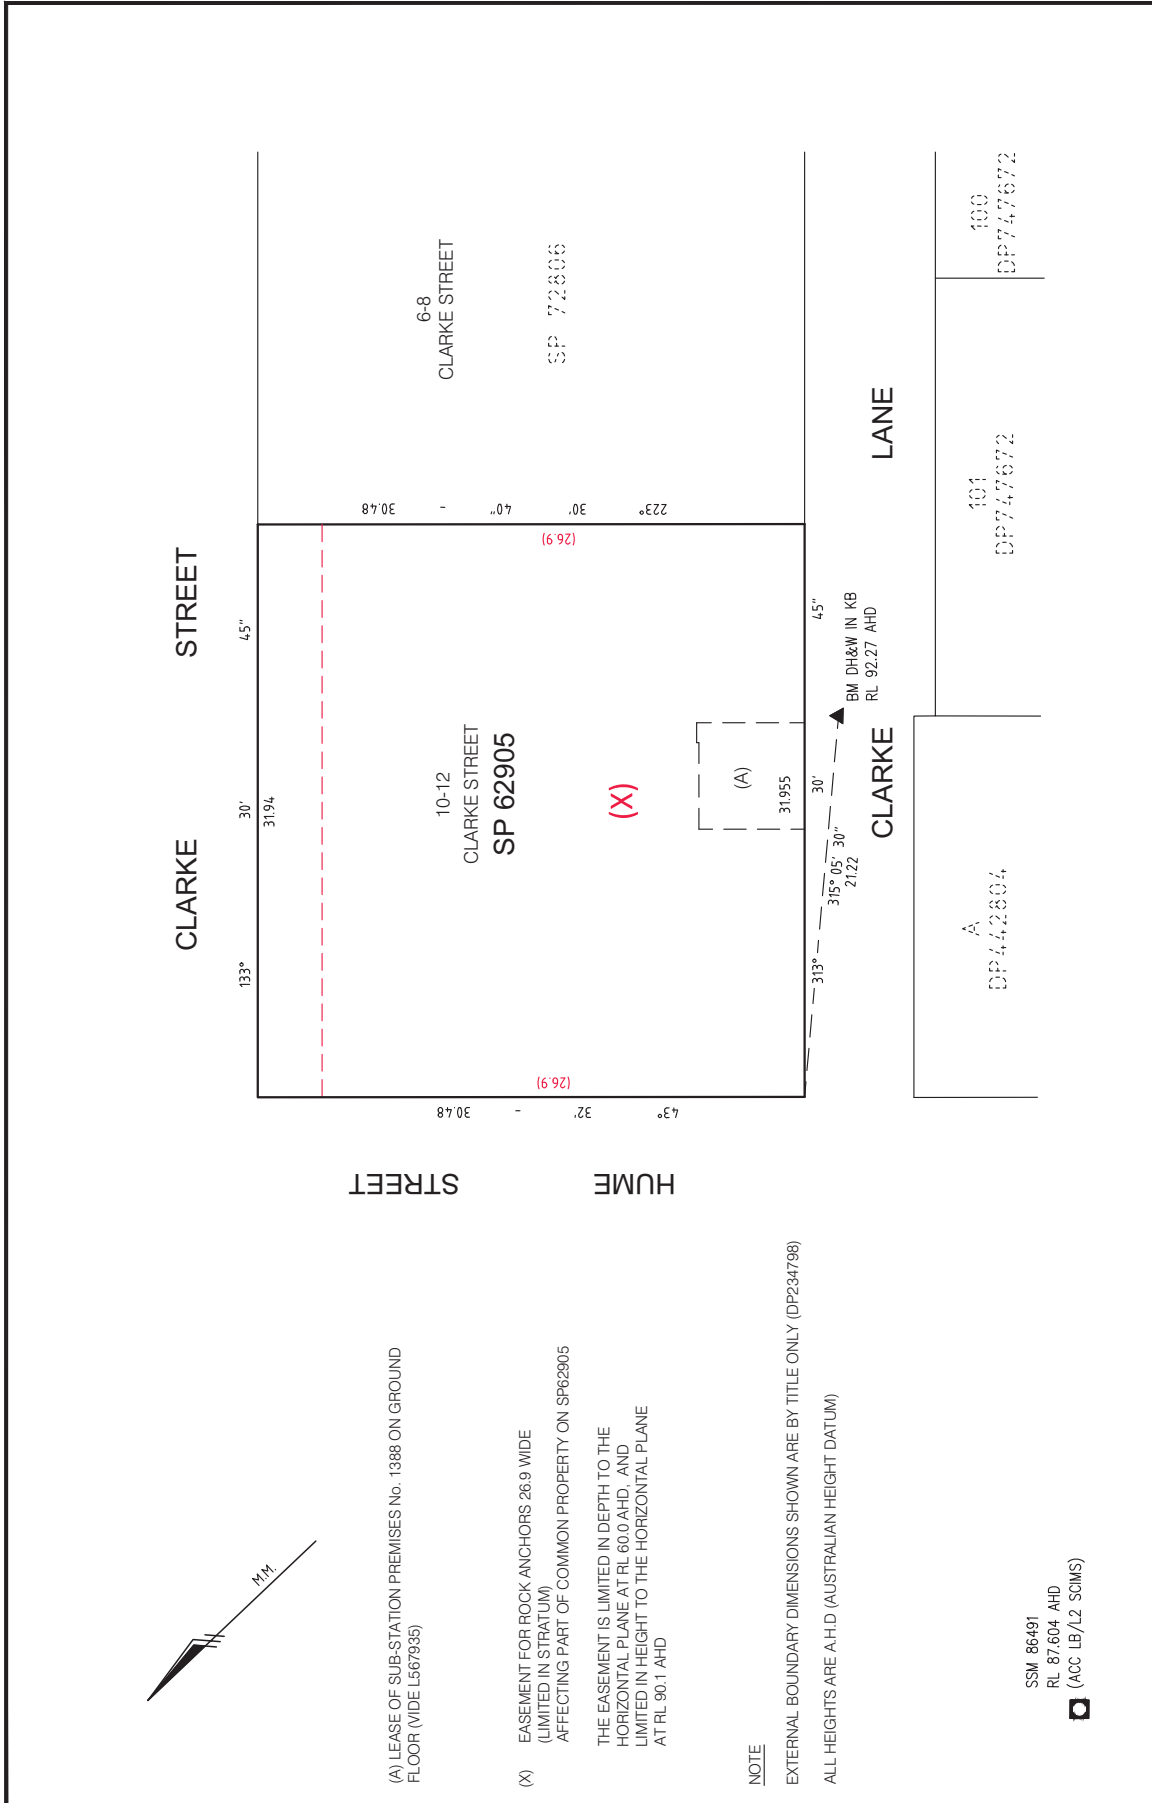 CLARKE STREET
133° 30' 45"
31.94
HUME STREET
43° 32' - 30.48
(26.9)
10-12
CLARKE STREET
SP 62905
(X)
(A)
31.955
223° 30' 40" - 30.48
(26.9)
6-8
CLARKE STREET
SP 72806
313° 30' 45"
315° 05' 30"
21.22
BM DH&W IN KB
RL 92.27 AHD
CLARKE LANE
A
DP442804
101
DP747672
100
DP747672
M.M.
(A) LEASE OF SUB-STATION PREMISES No. 1388 ON GROUND
FLOOR (VIDE L567935)
(X) EASEMENT FOR ROCK ANCHORS 26.9 WIDE
(LIMITED IN STRATUM)
AFFECTING PART OF COMMON PROPERTY ON SP62905
THE EASEMENT IS LIMITED IN DEPTH TO THE
HORIZONTAL PLANE AT RL 60.0 AHD, AND
LIMITED IN HEIGHT TO THE HORIZONTAL PLANE
AT RL 90.1 AHD
NOTE
EXTERNAL BOUNDARY DIMENSIONS SHOWN ARE BY TITLE ONLY (DP234798)
ALL HEIGHTS ARE A.H.D (AUSTRALIAN HEIGHT DATUM)
SSM 86491
RL 87.604 AHD
(ACC LB/L2 SCIMS)